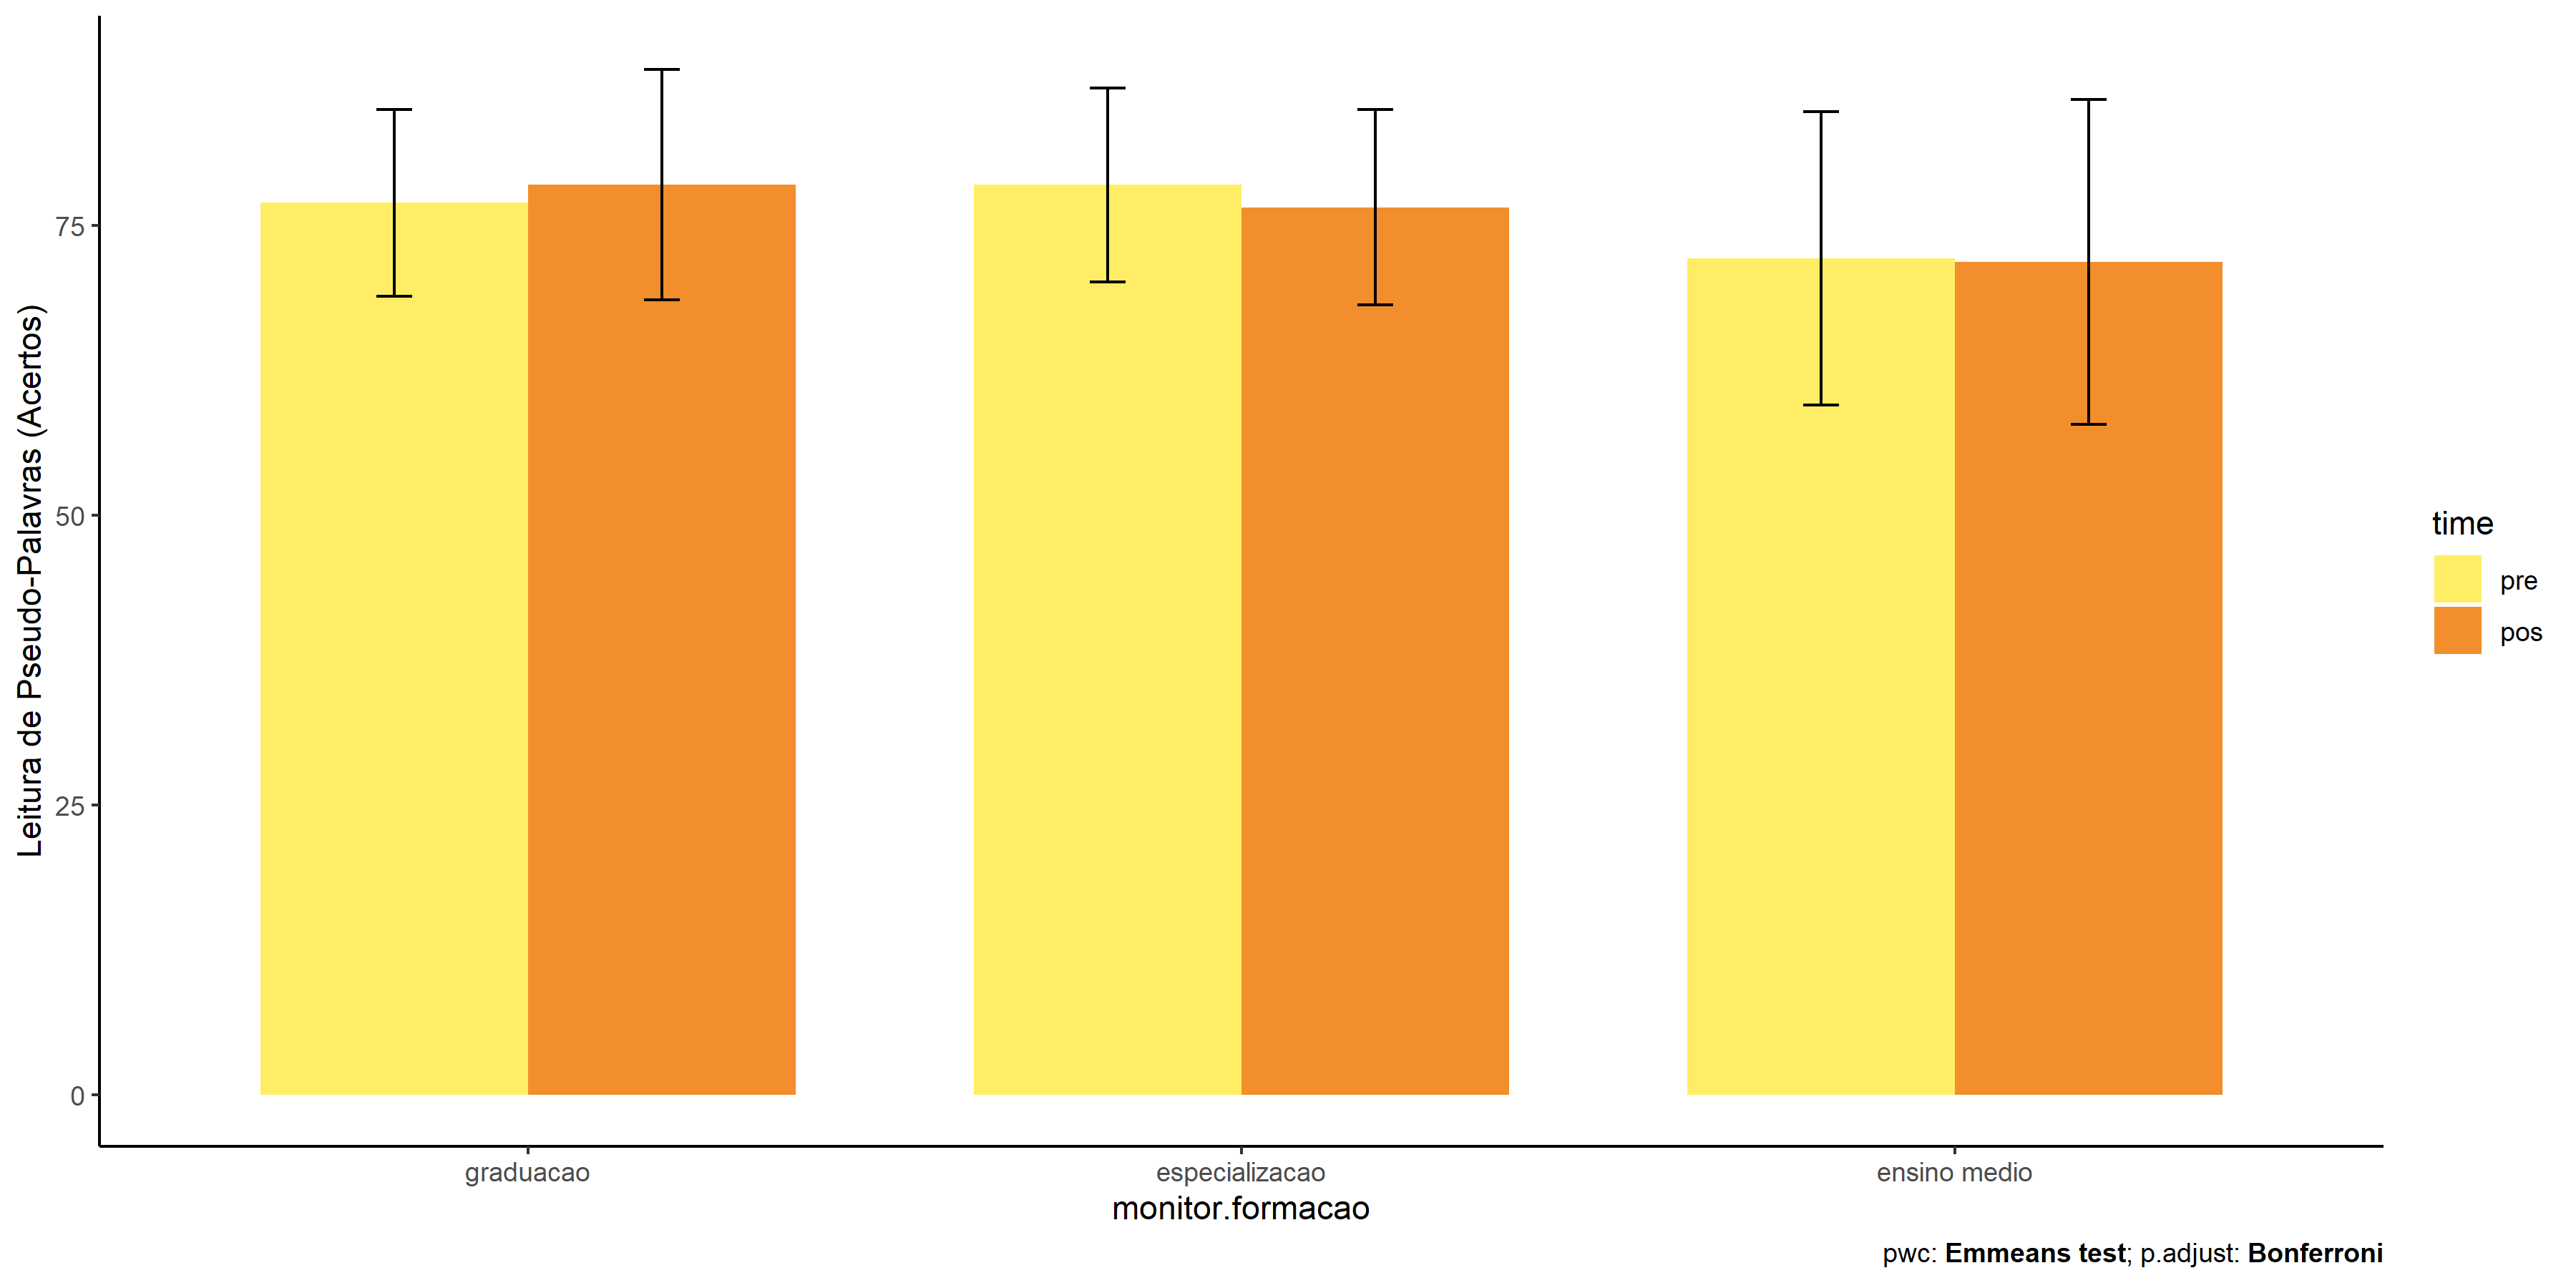 Leitura de Pseudo-Palavras (Acertos)
75
50
25
0
graduacao
especializacao
ensino medio
monitor.formacao
time
pre
pos
pwc: Emmeans test; p.adjust: Bonferroni